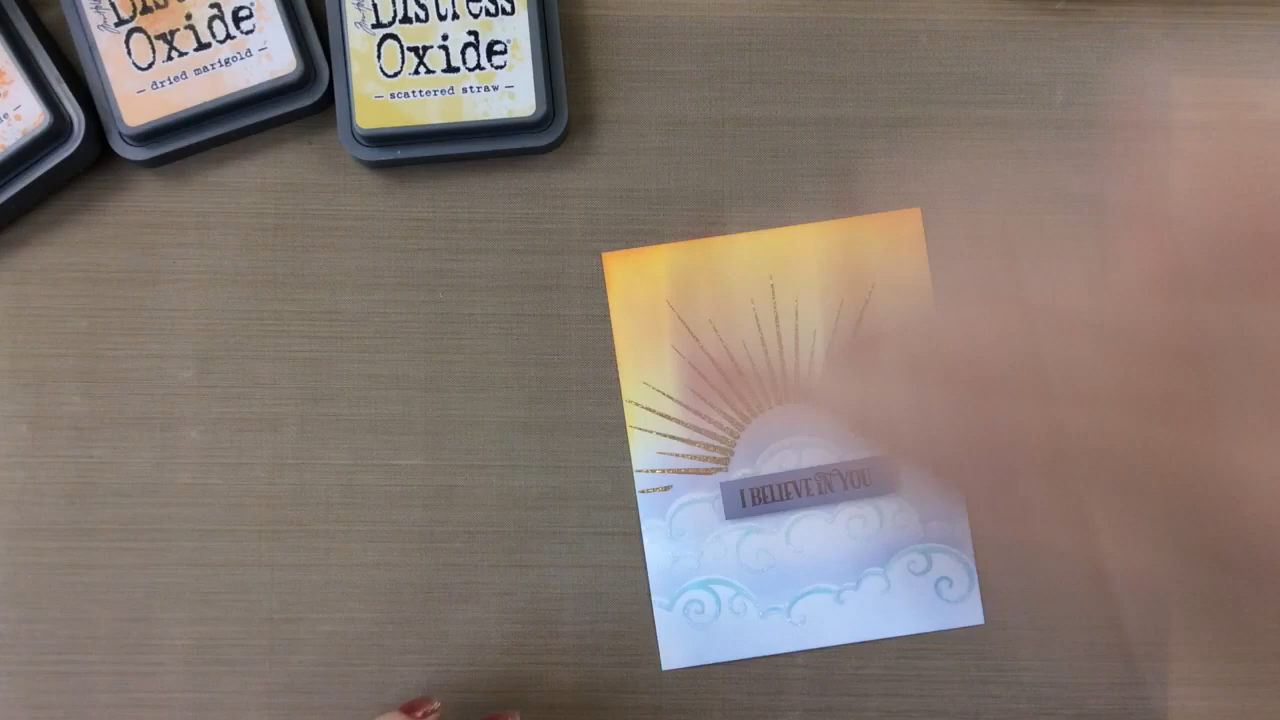 Distress
Oxide
– dried marigold –
Distress
Oxide®
– scattered straw –
I BELIEVE IN YOU